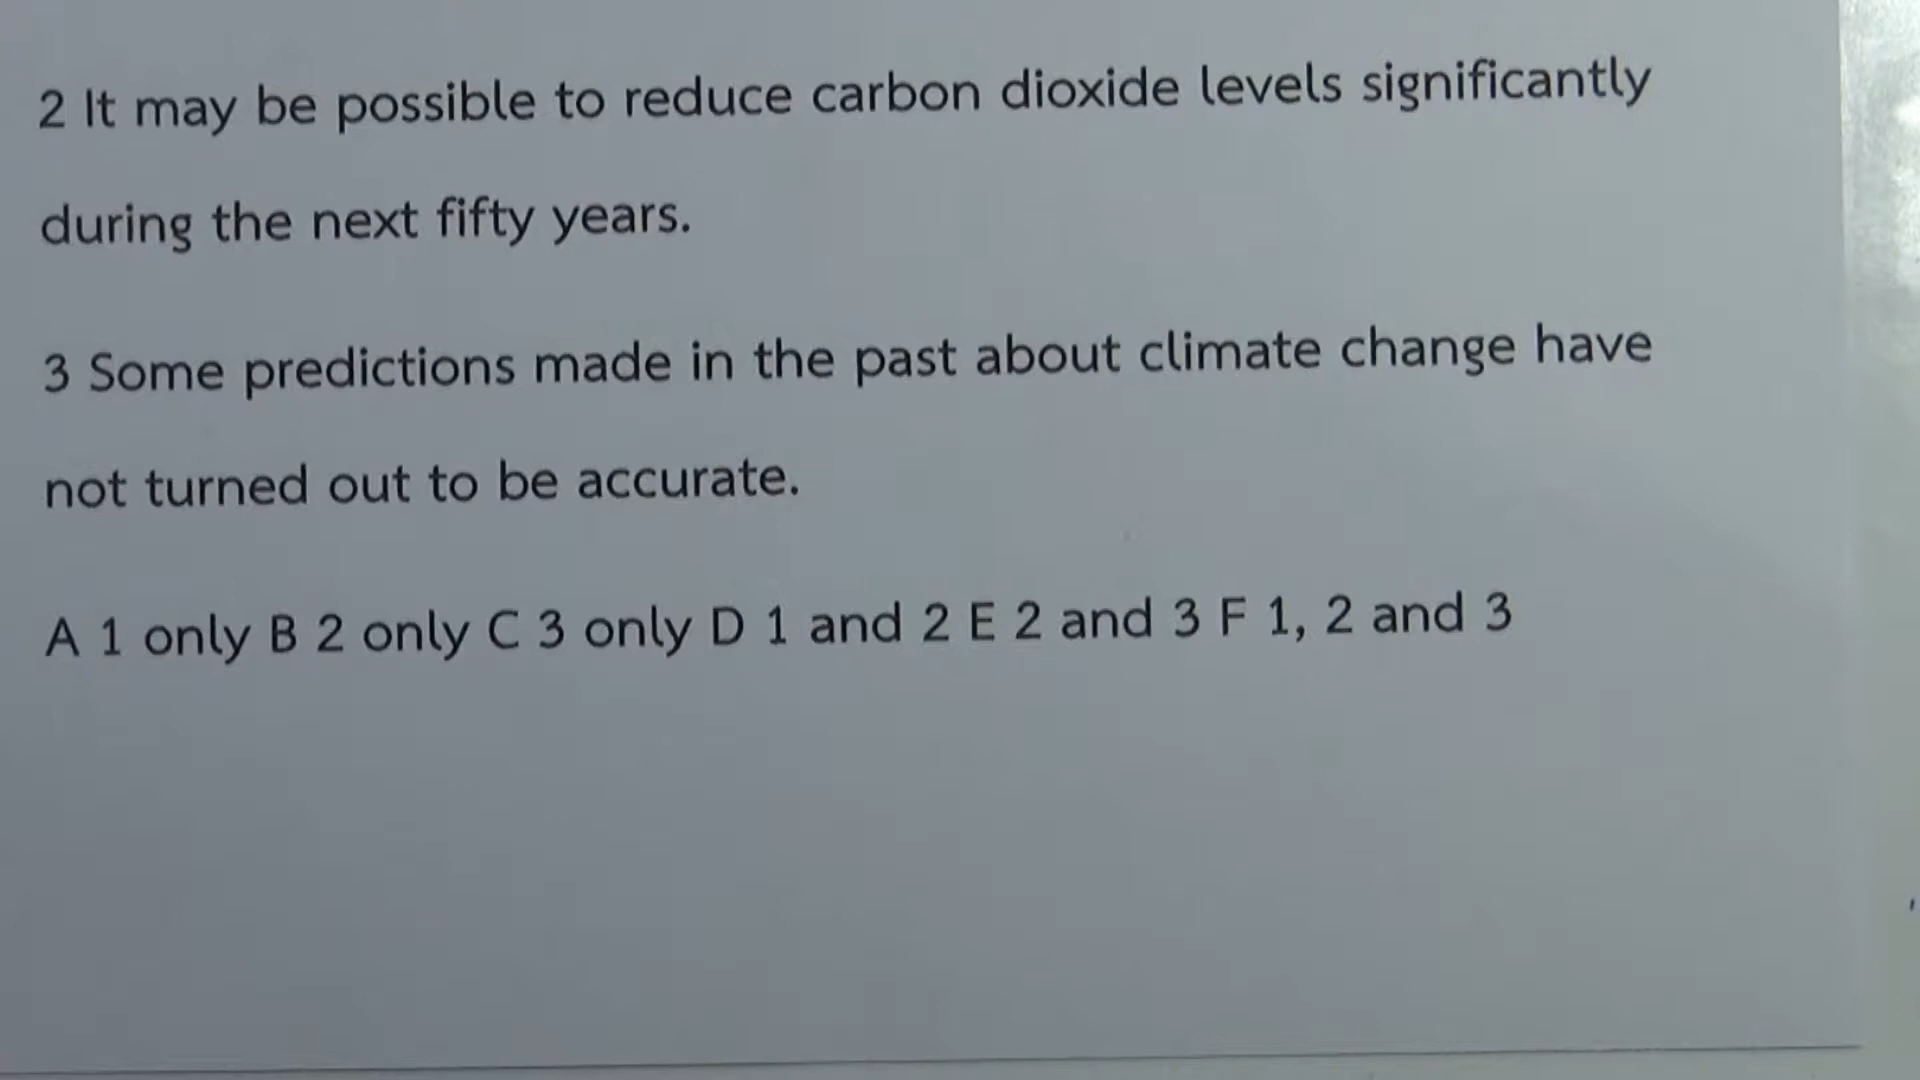 2 It may be possible to reduce carbon dioxide levels significantly
during the next fifty years.
3 Some predictions made in the past about climate change have
not turned out to be accurate.
A 1 only B 2 only C 3 only D 1 and 2 E 2 and 3 F 1, 2 and 3